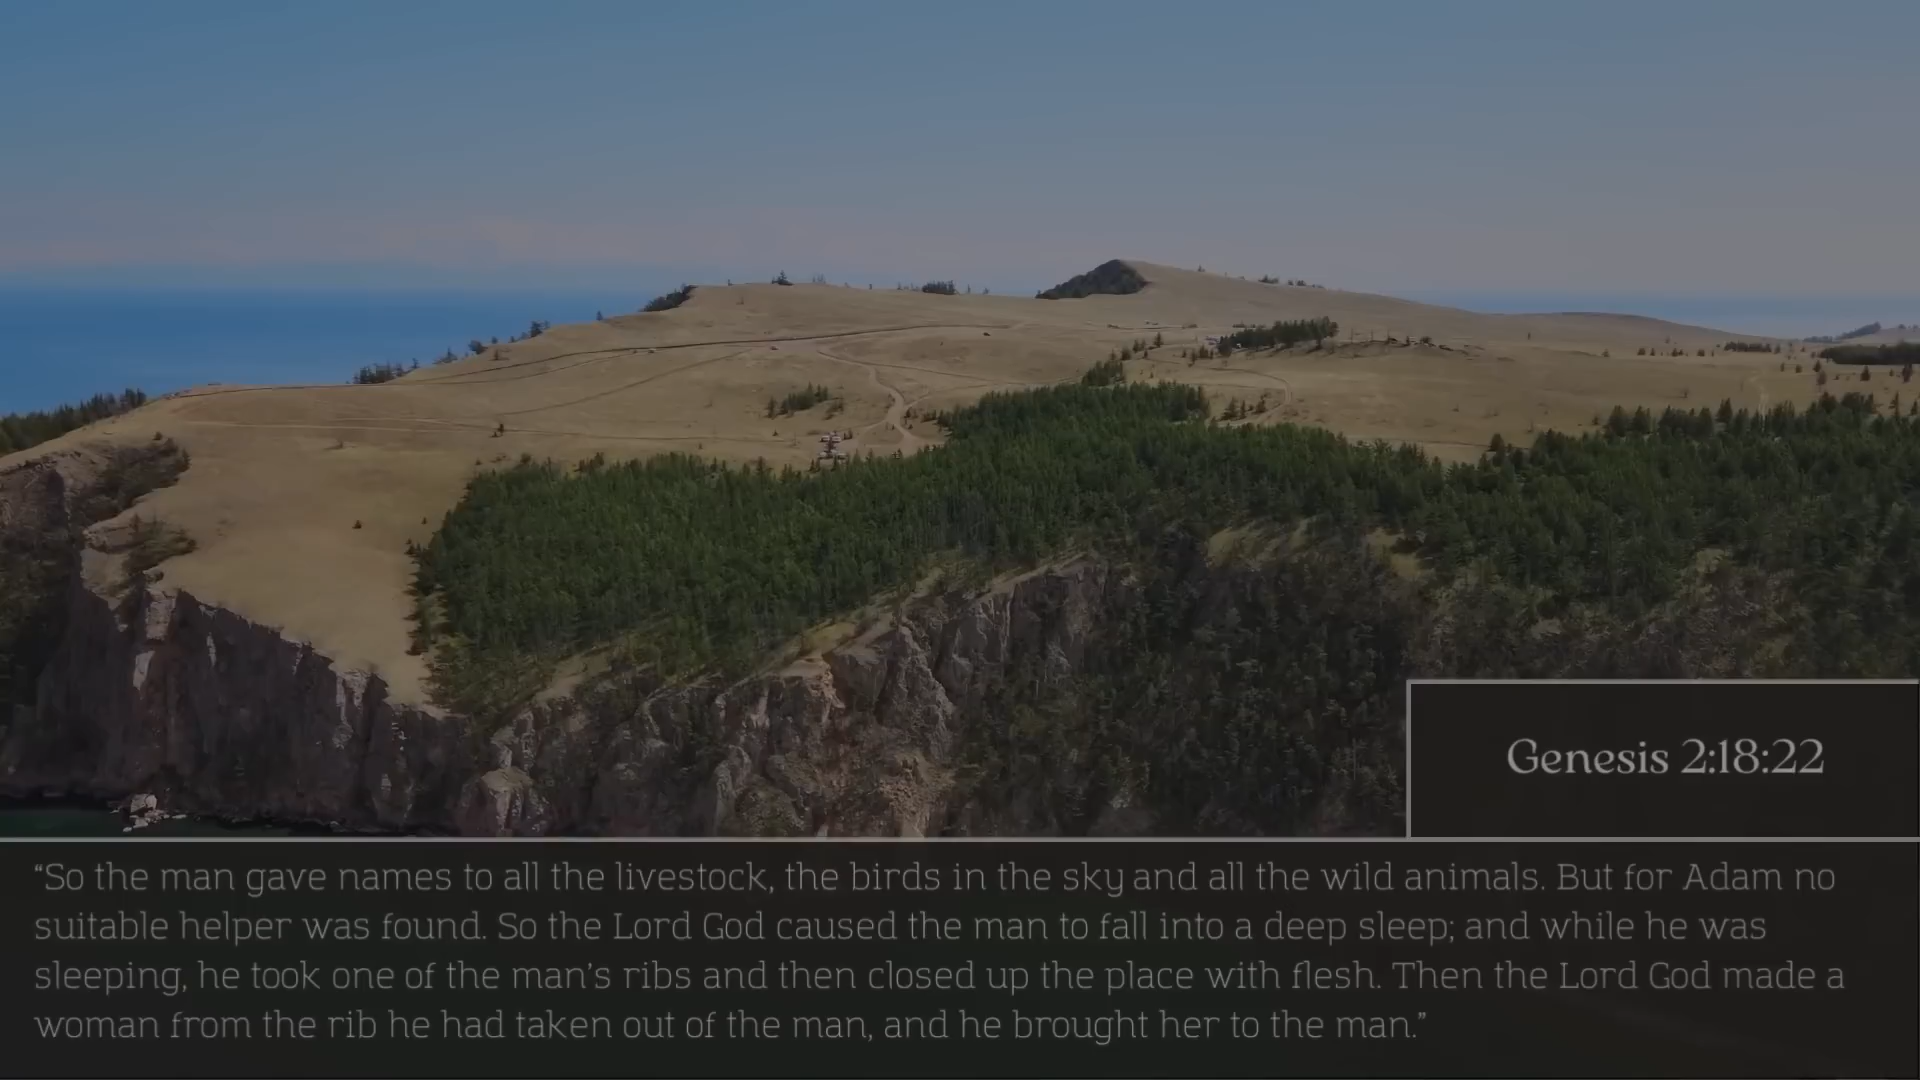 Genesis 2:18:22
“So the man gave names to all the livestock, the birds in the sky and all the wild animals. But for Adam no
suitable helper was found. So the Lord God caused the man to fall into a deep sleep; and while he was
sleeping, he took one of the man’s ribs and then closed up the place with flesh. Then the Lord God made a
woman from the rib he had taken out of the man, and he brought her to the man.”